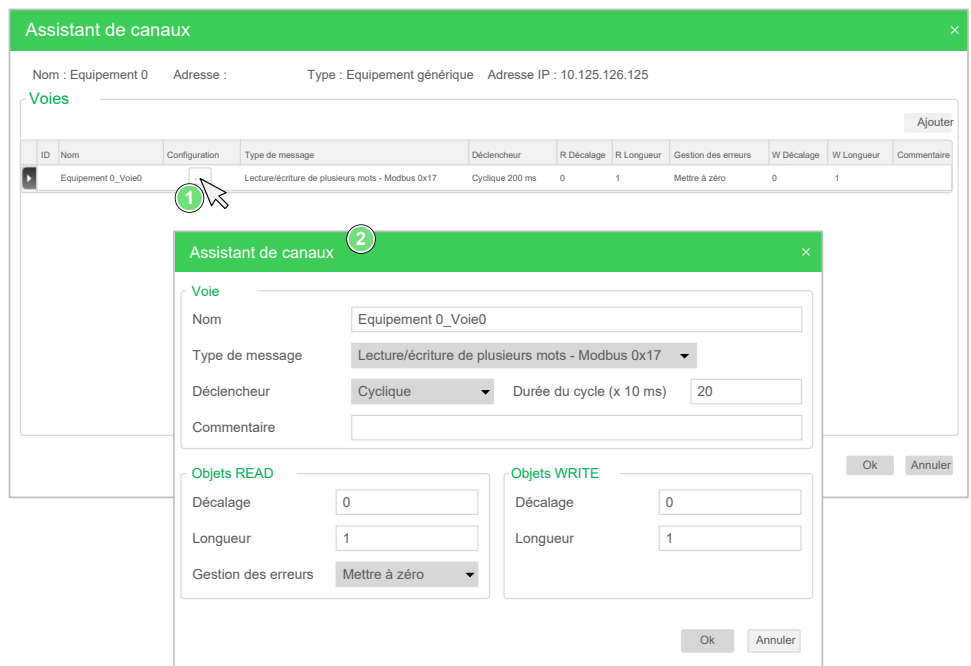 Assistant de canaux ×
Nom : Equipement 0 Adresse : Type : Equipement générique Adresse IP : 10.125.126.125
Voies
Ajouter
ID Nom Configuration Type de message Déclencheur R Décalage R Longueur Gestion des erreurs W Décalage W Longueur Commentaire
Equipement 0_Voie0 Lecture/écriture de plusieurs mots - Modbus 0x17 Cyclique 200 ms 0 1 Mettre à zéro 0 1
1
2
Assistant de canaux ×
Voie
Nom Equipement 0_Voie0
Type de message Lecture/écriture de plusieurs mots - Modbus 0x17
Déclencheur Cyclique Durée du cycle (x 10 ms) 20
Commentaire
Objets READ
Décalage 0
Longueur 1
Gestion des erreurs Mettre à zéro
Objets WRITE
Décalage 0
Longueur 1
Ok Annuler
Ok Annuler